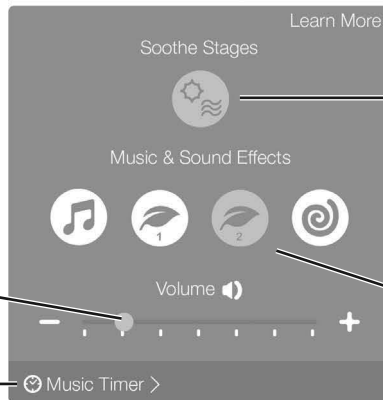 Learn More
Soothe Stages
Music & Sound Effects
1 2
Volume
Music Timer >